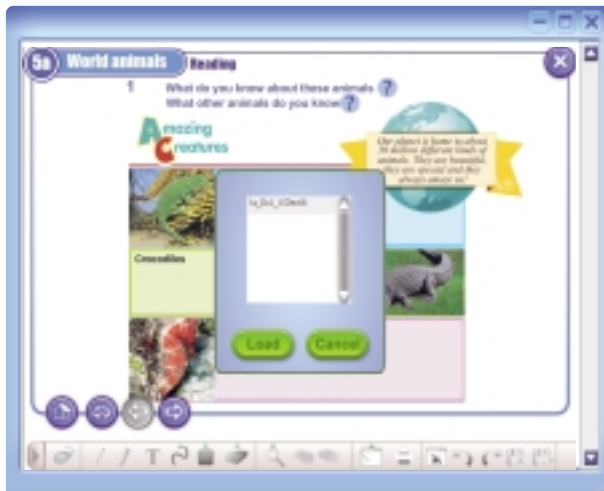 5a World animals Reading
1 What do you know about these animals ?
What other animals do you know ?
Amazing
Creatures
Our planet is home to about
30 million different kinds of
animals. They are beautiful,
they are special and they
always amaze us!
Crocodiles
Load Cancel
T